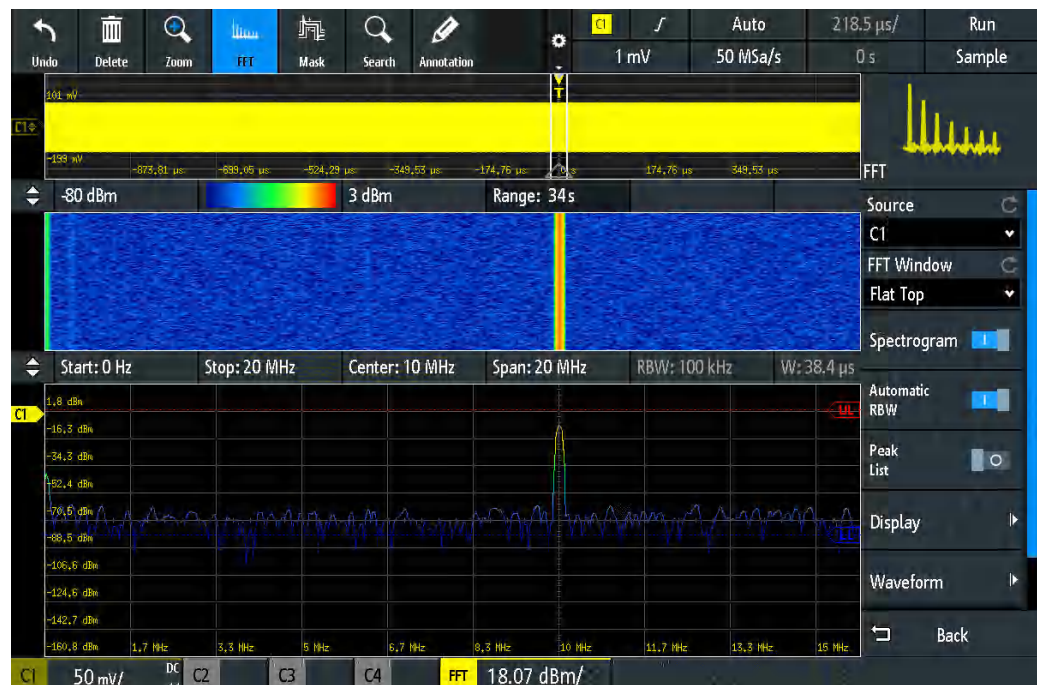 Undo Delete Zoom FFT Mask Search Annotation
C1 Auto 218.5 µs/ Run
1 mV 50 MSa/s 0 s Sample
101 mV
T
C1
-199 mV
-873,81 µs -699,05 µs -524,29 µs -349,53 µs -174,76 µs 0 s 174,76 µs 349,53 µs
FFT
-80 dBm 3 dBm Range: 34 s
Source
C1
FFT Window
Flat Top
Spectrogram
Start: 0 Hz Stop: 20 MHz Center: 10 MHz Span: 20 MHz RBW: 100 kHz W: 38.4 µs
Automatic
RBW
Peak
List
Display
Waveform
Back
C1
1,8 dBm
UL
-16,3 dBm
-34,3 dBm
-52,4 dBm
-70,5 dBm
-88,5 dBm
LL
-106,6 dBm
-124,6 dBm
-142,7 dBm
-160,8 dBm 1,7 MHz 3,3 MHz 5 MHz 6,7 MHz 8,3 MHz 10 MHz 11,7 MHz 13,3 MHz 15 MHz
C1 50 mV/ DC C2 C3 C4 FFT 18.07 dBm/